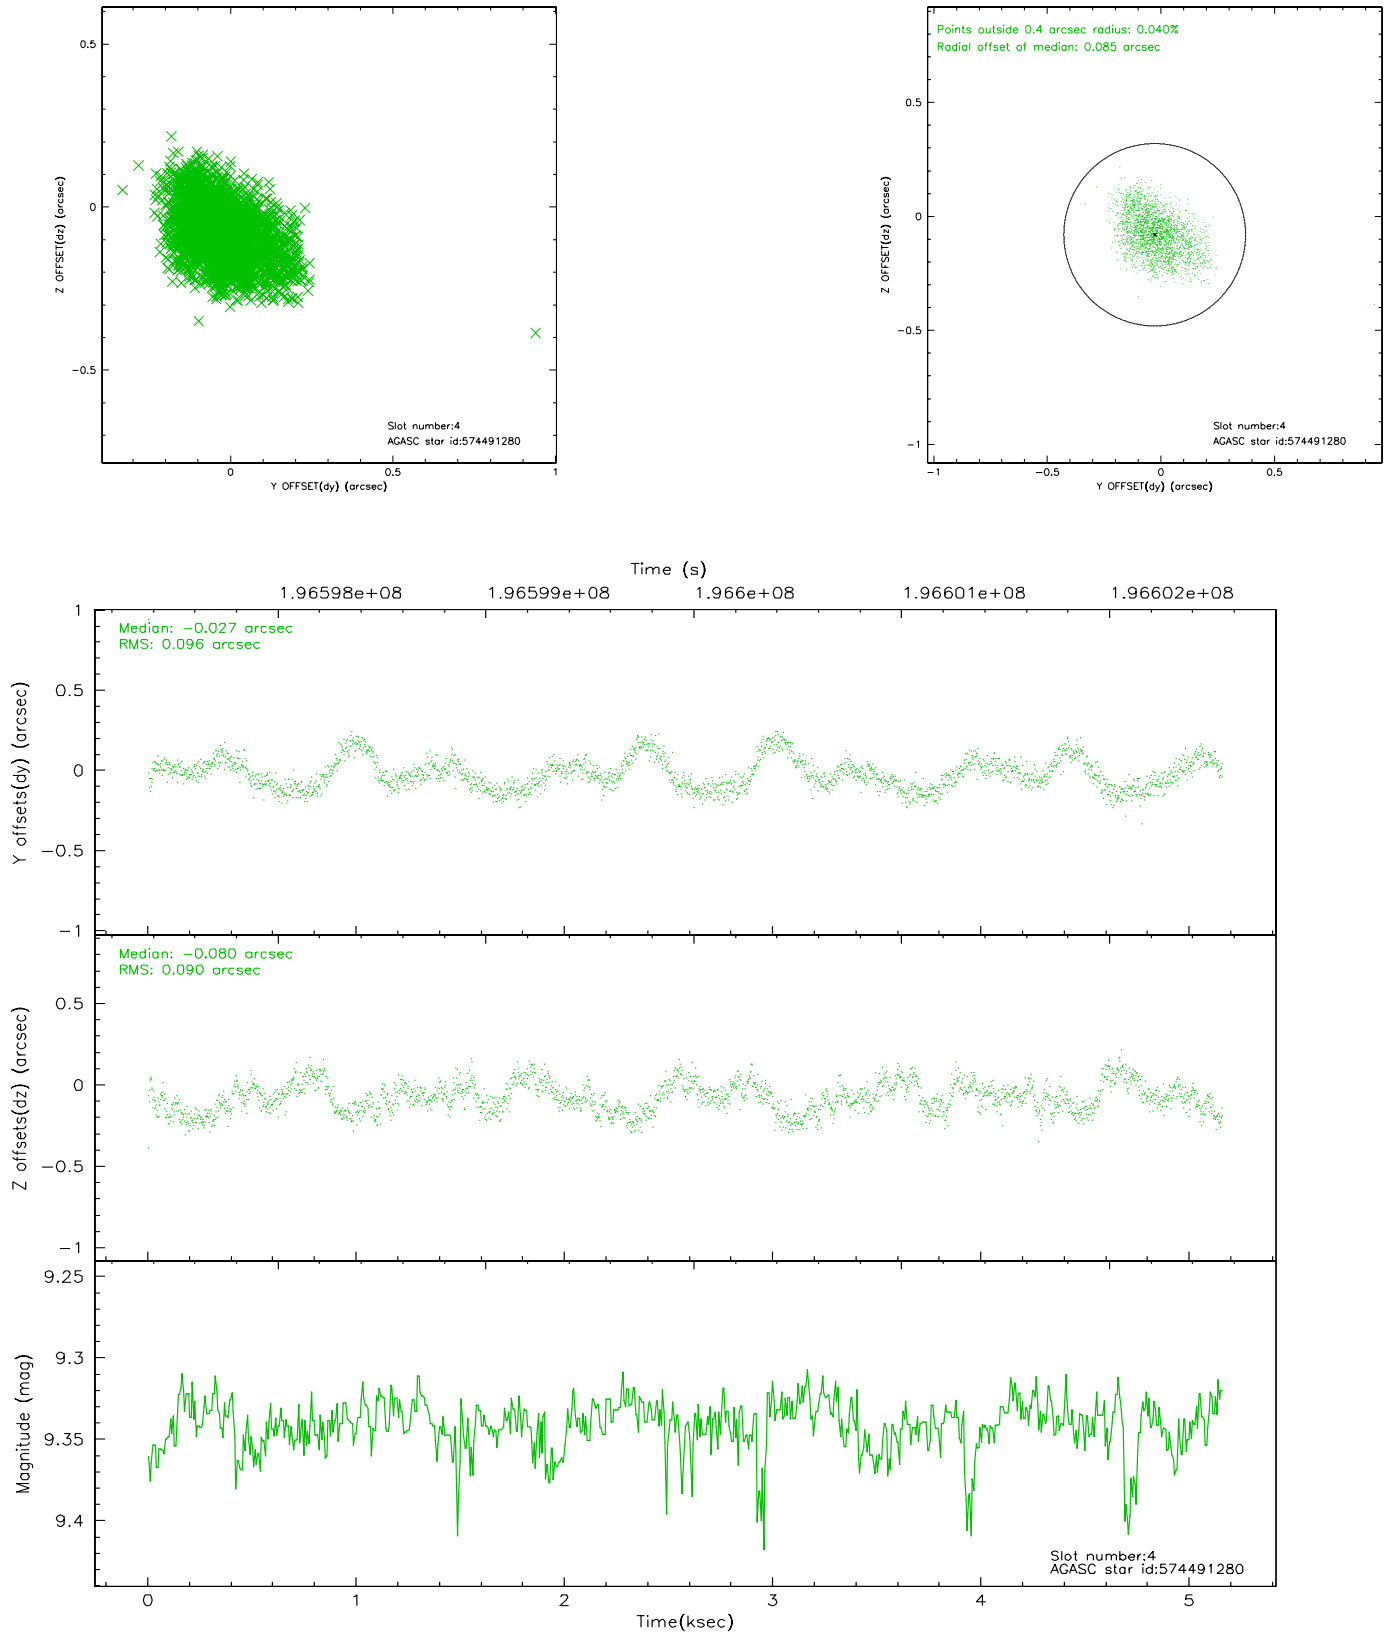 0.5
0
−0.5
Z OFFSET(dz) (arcsec)
Slot number:4
AGASC star id:574491280
0
0.5
1
Y OFFSET(dy) (arcsec)
Points outside 0.4 arcsec radius: 0.040%
Radial offset of median: 0.085 arcsec
0.5
0
−0.5
−1
Z OFFSET(dz) (arcsec)
Slot number:4
AGASC star id:574491280
−1
−0.5
0
0.5
Y OFFSET(dy) (arcsec)
Time (s)
1.96598e+08
1.96599e+08
1.966e+08
1.96601e+08
1.96602e+08
Median: −0.027 arcsec
RMS: 0.096 arcsec
1
0.5
0
−0.5
−1
Y offsets(dy) (arcsec)
Median: −0.080 arcsec
RMS: 0.090 arcsec
0.5
0
−0.5
−1
Z offsets(dz) (arcsec)
9.25
9.3
9.35
9.4
Magnitude (mag)
Slot number:4
AGASC star id:574491280
0
1
2
3
4
5
Time(ksec)